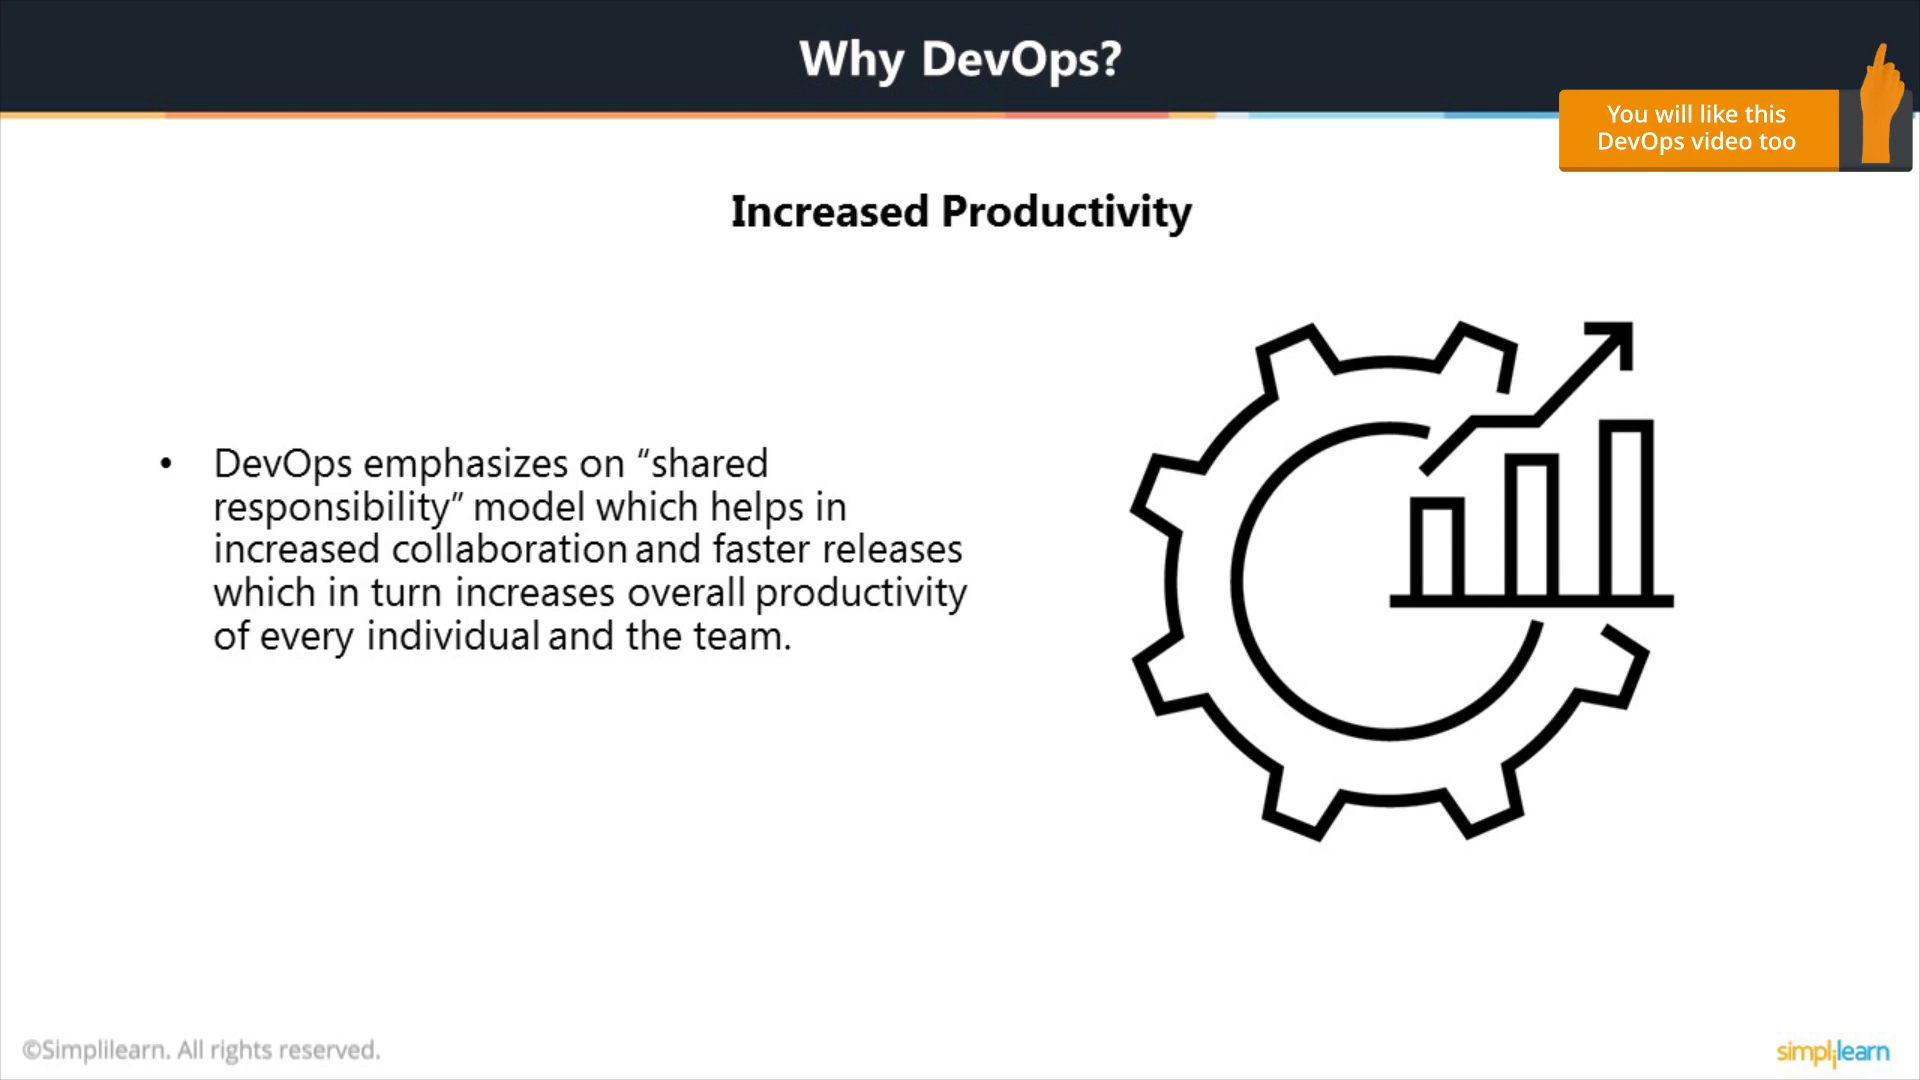 Why DevOps?
You will like this
DevOps video too
Increased Productivity
• DevOps emphasizes on “shared
responsibility” model which helps in
increased collaboration and faster releases
which in turn increases overall productivity
of every individual and the team.
©Simplilearn. All rights reserved.
simplilearn